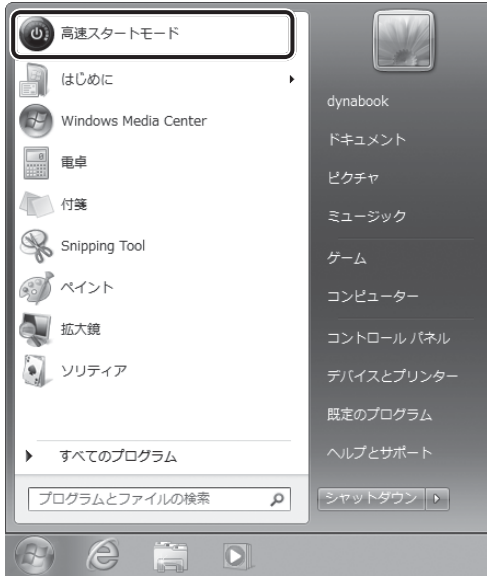 高速スタートモード
はじめに
Windows Media Center
電卓
付箋
Snipping Tool
ペイント
拡大鏡
ソリティア
すべてのプログラム
プログラムとファイルの検索
dynabook
ドキュメント
ピクチャ
ミュージック
ゲーム
コンピューター
コントロール パネル
デバイスとプリンター
既定のプログラム
ヘルプとサポート
シャットダウン